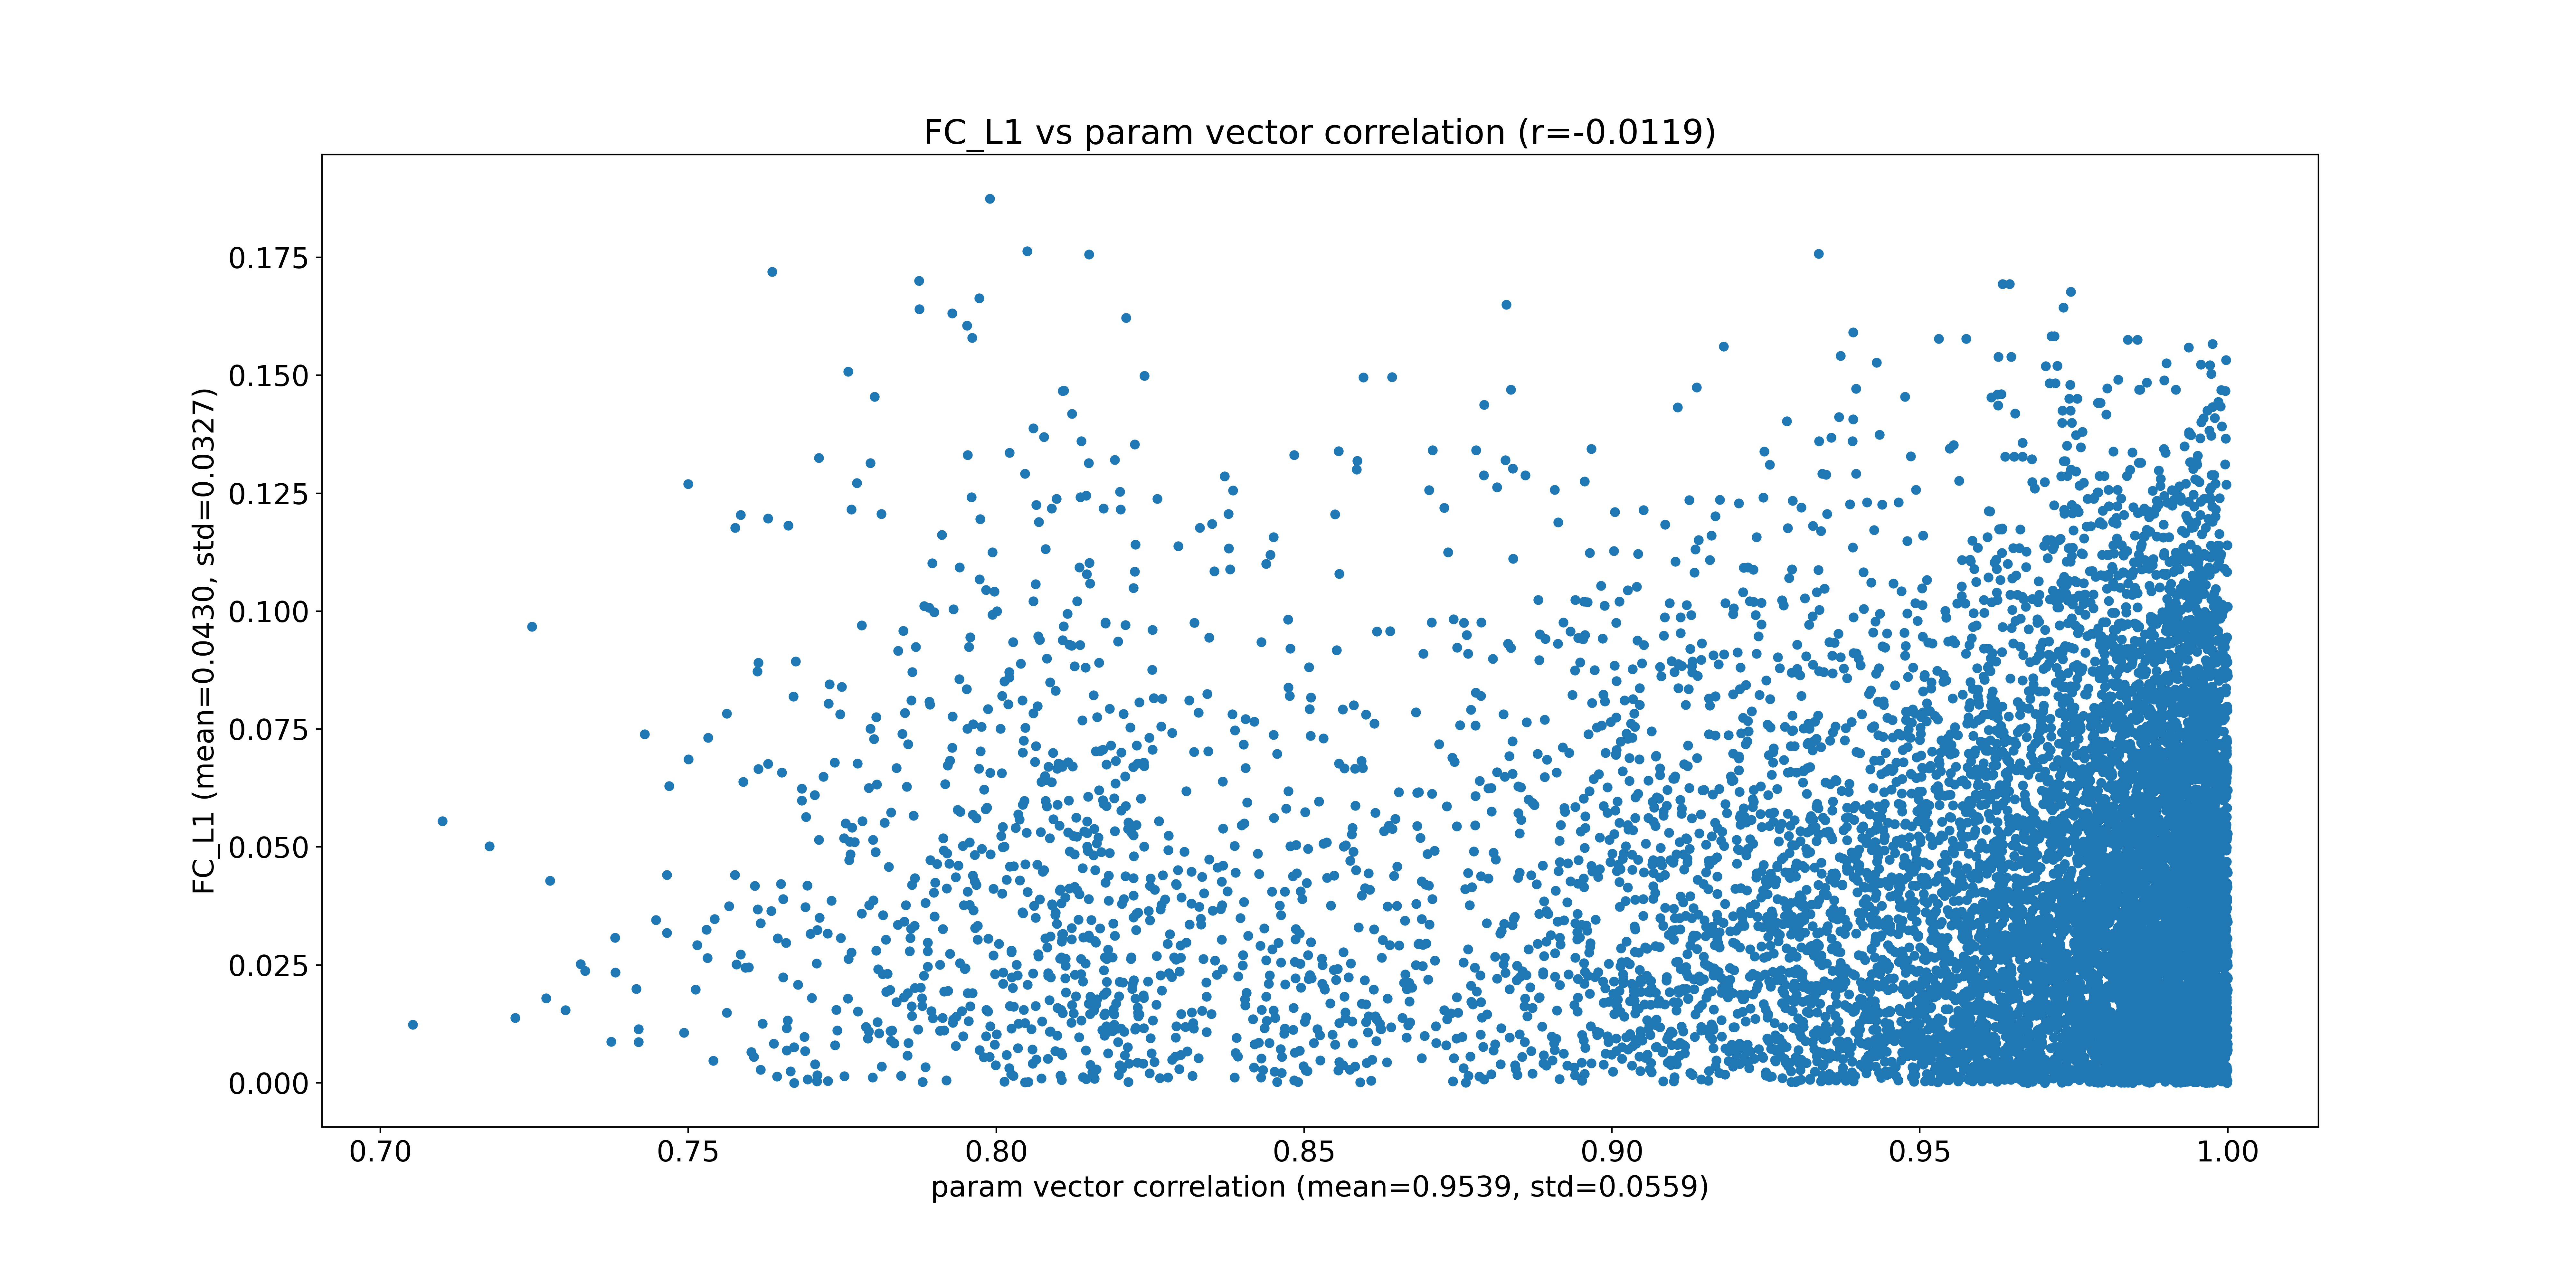 FC_L1 vs param vector correlation (r=-0.0119)
FC_L1 (mean=0.0430, std=0.0327)
0.175
0.150
0.125
0.100
0.075
0.050
0.025
0.000
0.70 0.75 0.80 0.85 0.90 0.95 1.00
param vector correlation (mean=0.9539, std=0.0559)